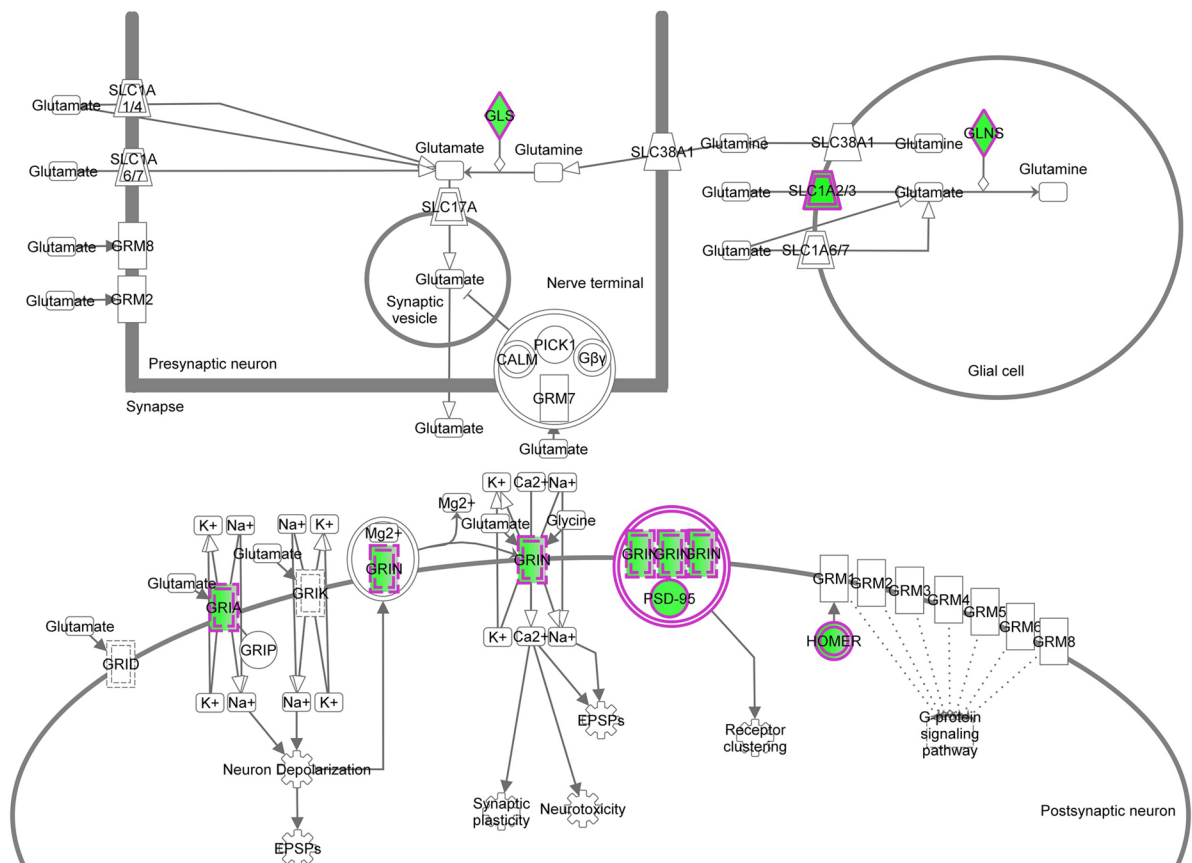 SLC1A
1/4
Glutamate
GLS
GLNS
Glutamate
Glutamine
SLC38A1
Glutamine
SLC38A1
Glutamine
SLC1A
6/7
Glutamate
Glutamine
Glutamate
SLC1A2/3
Glutamate
SLC17A
Glutamate
GRM8
Glutamate
SLC1A6/7
Glutamate
Nerve terminal
Glutamate
GRM2
Synaptic
vesicle
PICK1
CALM
Gβγ
Presynaptic neuron
Glial cell
GRM7
Synapse
Glutamate
Glutamate
K+
Ca2+
Na+
Mg2+
K+
Na+
Na+
K+
Glutamate
Glycine
Mg2+
Glutamate
GRIN
GRIN
GRIN
GRIN
GRIN
Glutamate
GRIK
GRIA
PSD-95
GRM1
GRM2
GRM3
GRM4
GRM5
GRM6
GRM8
Glutamate
GRID
GRIP
K+
Ca2+
Na+
HOMER
K+
Na+
Na+
K+
EPSPs
Receptor
clustering
G-protein
signaling
pathway
Neuron Depolarization
Synaptic
plasticity
Neurotoxicity
Postsynaptic neuron
EPSPs